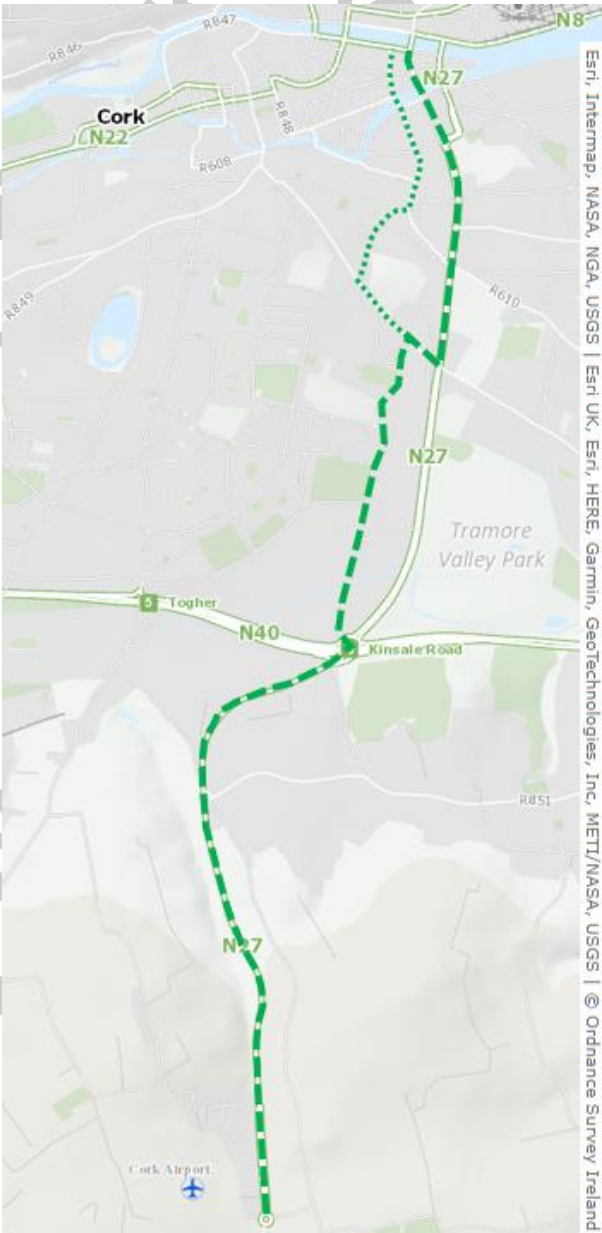 N8
R847
R846
N27
Cork
N22
R848
R608
R849
R610
N27
Tramore
Valley Park
5 Togher
N40
Kinsale Road
R851
N27
Cork Airport
Esri, Intermap, NASA, NGA, USGS | Esri UK, Esri, HERE, Garmin, GeoTechnologies, Inc, METI/NASA, USGS | © Ordnance Survey Ireland